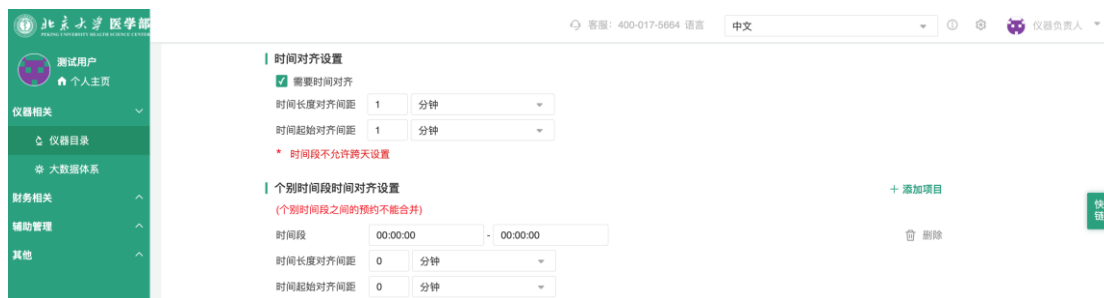 北京大学医学部
PEKING UNIVERSITY HEALTH SCIENCE CENTER
客服: 400-017-5664 语言
中文
仪器负责人
测试用户
个人主页
仪器相关
仪器目录
大数据体系
财务相关
辅助管理
其他
时间对齐设置
需要时间对齐
时间长度对齐间距 1 分钟
时间起始对齐间距 1 分钟
* 时间段不允许跨天设置
个别时间段时间对齐设置 添加项目
(个别时间段之间的预约不能合并)
时间段 00:00:00 - 00:00:00 删除
时间长度对齐间距 0 分钟
时间起始对齐间距 0 分钟
快
链